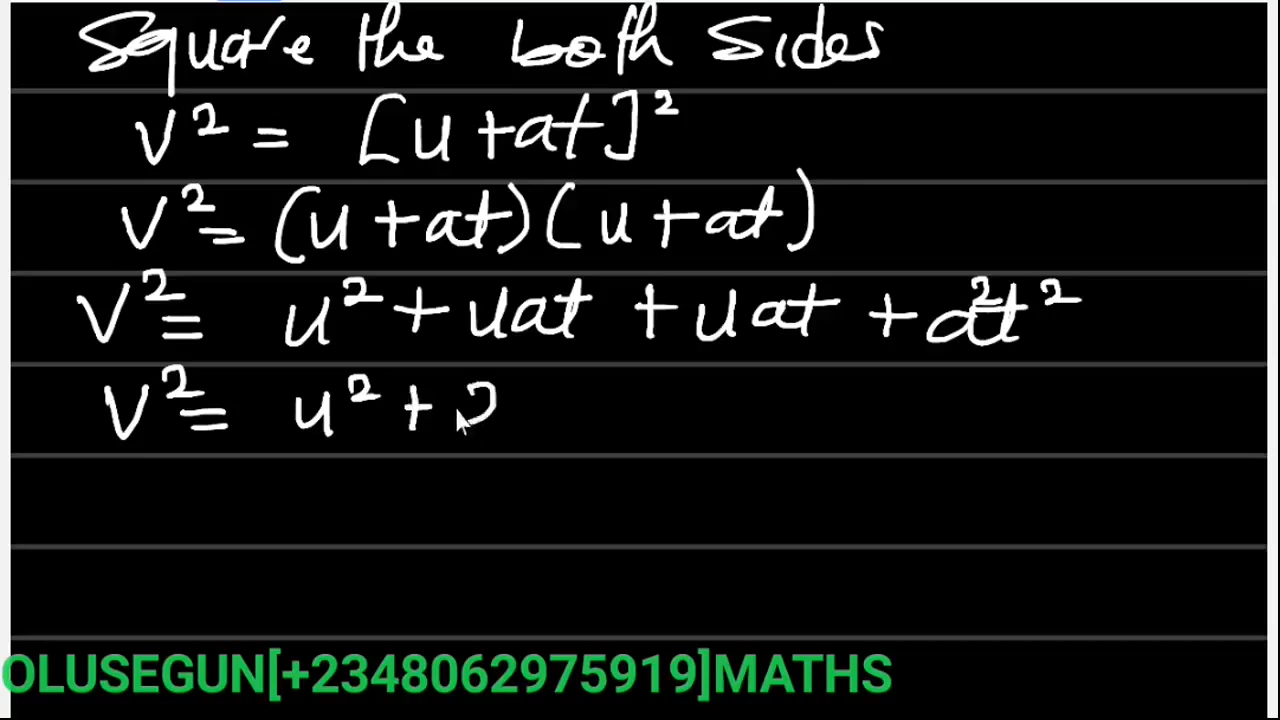 Square the both sides
V² = [u +at]²
V² = (u +at)(u +at)
V² = u² + uat + uat + a²t²
V² = u² + 2
OLUSEGUN[+2348062975919]MATHS